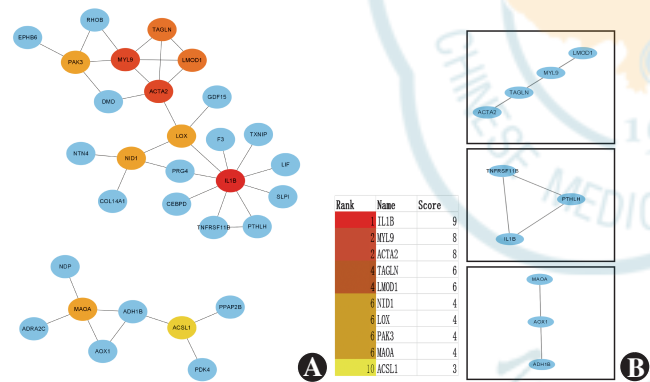 RHOB
TAGLN
EPHB6
MYL9
PAK3
LMOD1
ACTA2
DMD
GDF15
LOX
F3
TXNIP
NTN4
NID1
PRG4
LIF
IL1B
SLPI
COL14A1
CEBPD
TNFRSF11B
PTHLH
NDP
MAOA
ADH1B
PPAP2B
ADRA2C
ACSL1
AOX1
PDK4
A
Rank Name Score
1 IL1B 9
2 MYL9 8
2 ACTA2 8
4 TAGLN 6
4 LMOD1 6
6 NID1 4
6 LOX 4
6 PAK3 4
6 MAOA 4
10 ACSL1 3
LMOD1
MYL9
TAGLN
ACTA2
TNFRSF11B
PTHLH
IL1B
MAOA
AOX1
ADH1B
B
CHINESE MEDIC